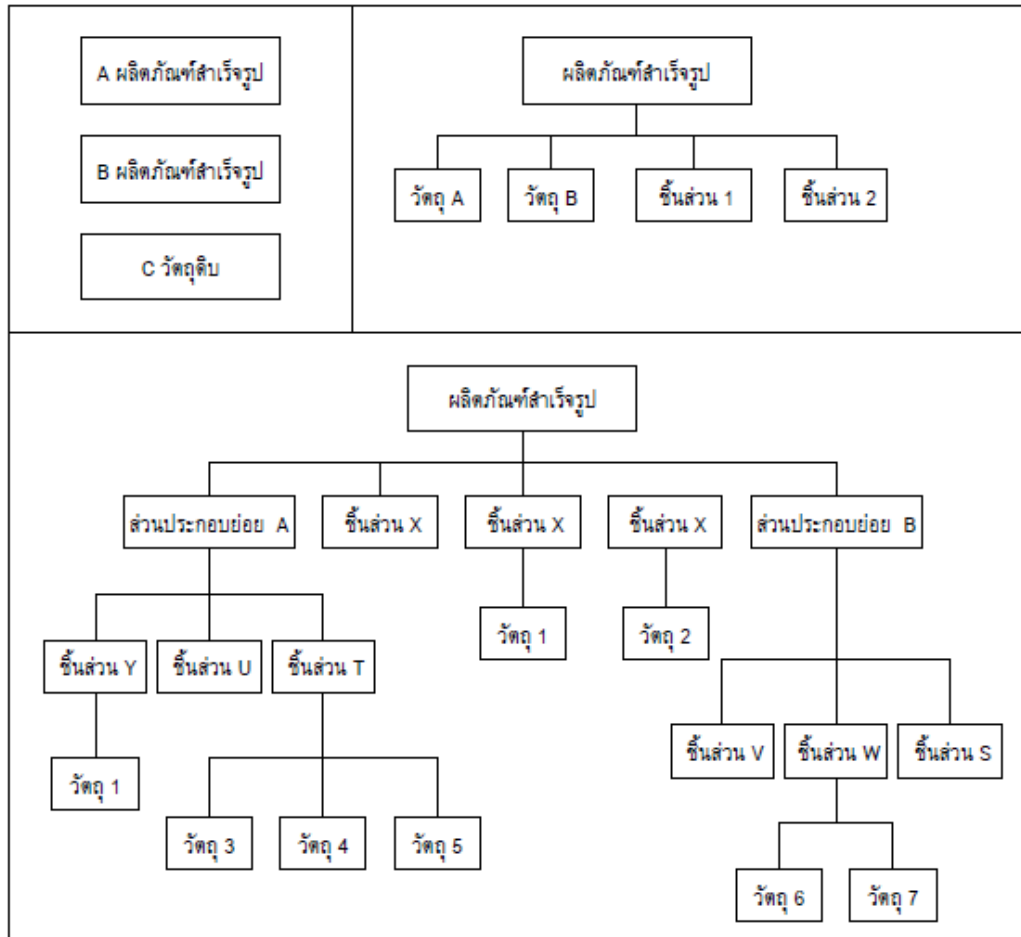 A ผลิตภัณฑ์สำเร็จรูป
B ผลิตภัณฑ์สำเร็จรูป
C วัตถุดิบ
ผลิตภัณฑ์สำเร็จรูป
วัตถุ A วัตถุ B ชิ้นส่วน 1 ชิ้นส่วน 2
ผลิตภัณฑ์สำเร็จรูป
ส่วนประกอบย่อย A ชิ้นส่วน X ชิ้นส่วน X ชิ้นส่วน X ส่วนประกอบย่อย B
วัตถุ 1 วัตถุ 2
ชิ้นส่วน Y ชิ้นส่วน U ชิ้นส่วน T
ชิ้นส่วน V ชิ้นส่วน W ชิ้นส่วน S
วัตถุ 1
วัตถุ 3 วัตถุ 4 วัตถุ 5
วัตถุ 6 วัตถุ 7